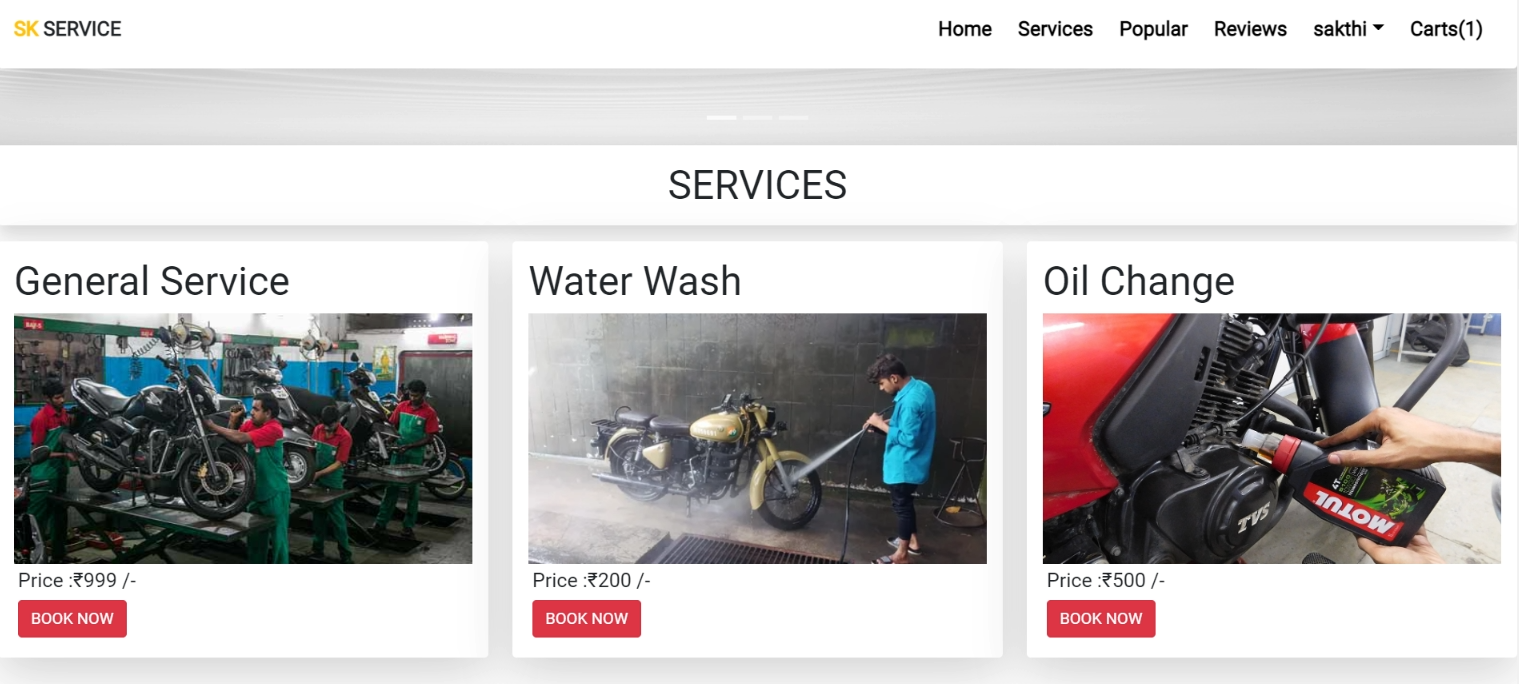 SK SERVICE
Home Services Popular Reviews sakthi Carts(1)
SERVICES
General Service
Water Wash
Oil Change
TVS
MOTUL
4T
Price :₹999 /-
Price :₹200 /-
Price :₹500 /-
BOOK NOW
BOOK NOW
BOOK NOW